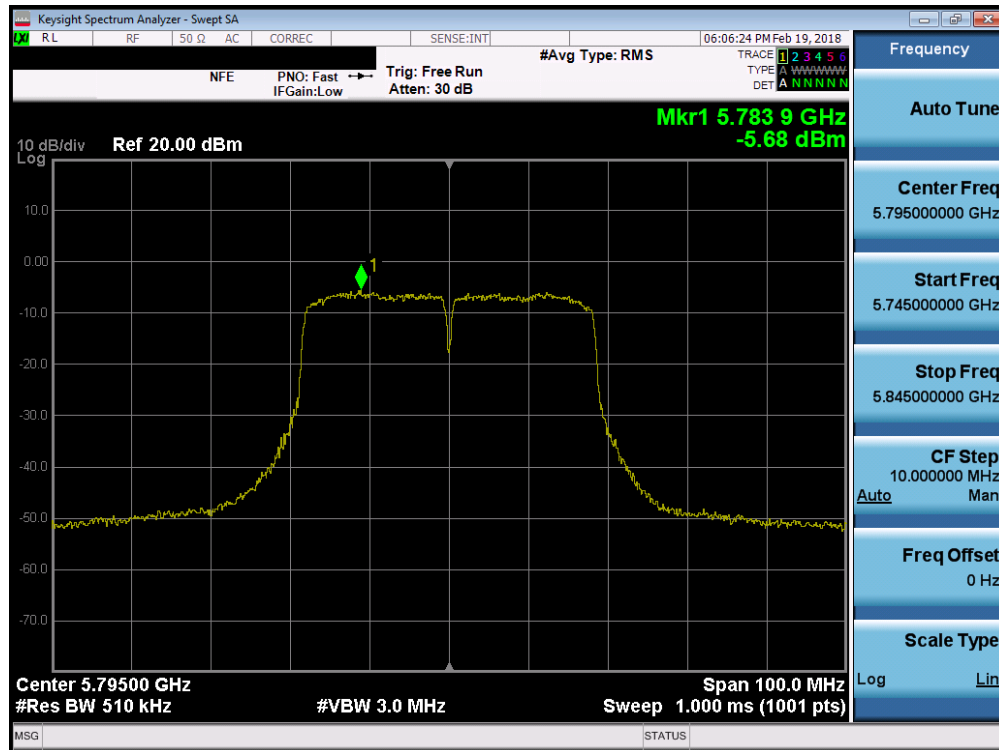 Keysight Spectrum Analyzer - Swept SA
LXI RL RF 50 Ω AC CORREC SENSE:INT 06:06:24 PM Feb 19, 2018
#Avg Type: RMS TRACE 1 2 3 4 5 6
NFE PNO: Fast Trig: Free Run TYPE A WWWWW
IFGain:Low Atten: 30 dB DET A N N N N N
Mkr1 5.783 9 GHz
-5.68 dBm
10 dB/div Ref 20.00 dBm
Log
1
10.0
0.00
-10.0
-20.0
-30.0
-40.0
-50.0
-60.0
-70.0
Center 5.79500 GHz Span 100.0 MHz
#Res BW 510 kHz #VBW 3.0 MHz Sweep 1.000 ms (1001 pts)
MSG STATUS
Frequency
Auto Tune
Center Freq
5.795000000 GHz
Start Freq
5.745000000 GHz
Stop Freq
5.845000000 GHz
CF Step
10.000000 MHz
Auto Man
Freq Offset
0 Hz
Scale Type
Log Lin